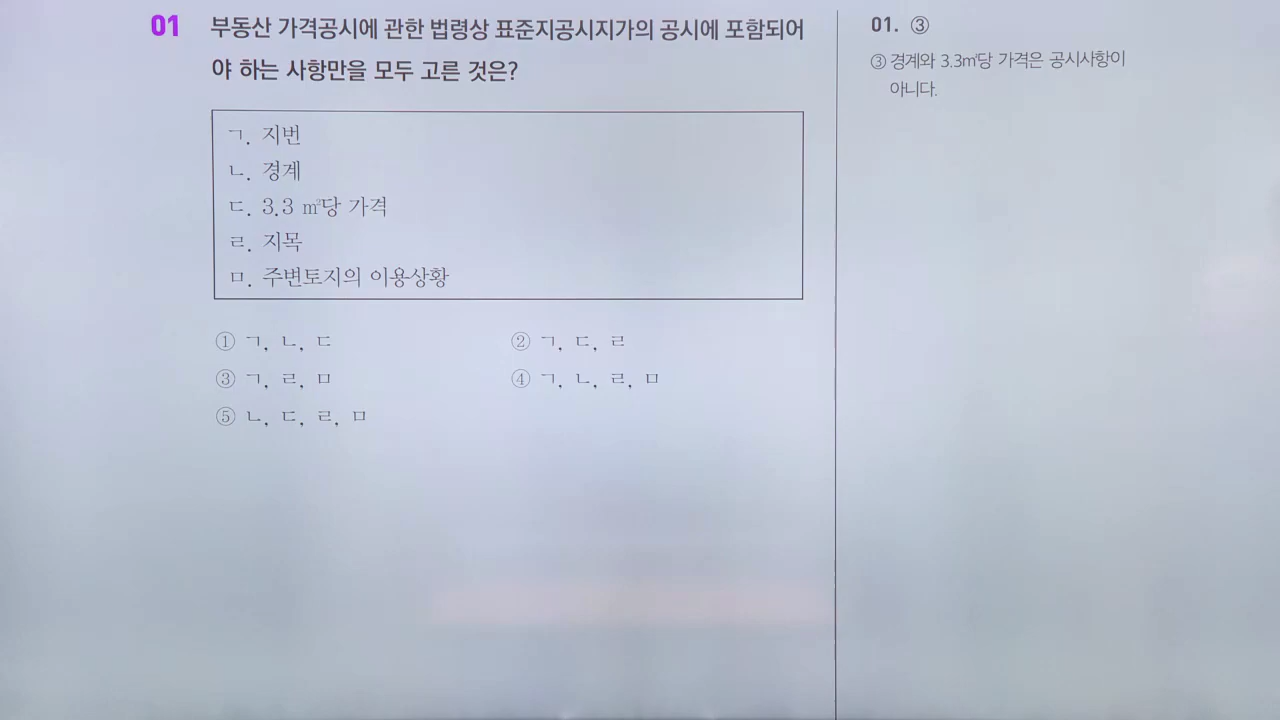 01 부동산 가격공시에 관한 법령상 표준지공시지가의 공시에 포함되어
야 하는 사항만을 모두 고른 것은?
ㄱ. 지번
ㄴ. 경계
ㄷ. 3.3 ㎡당 가격
ㄹ. 지목
ㅁ. 주변토지의 이용상황
① ㄱ, ㄴ, ㄷ
② ㄱ, ㄷ, ㄹ
③ ㄱ, ㄹ, ㅁ
④ ㄱ, ㄴ, ㄹ, ㅁ
⑤ ㄴ, ㄷ, ㄹ, ㅁ
01. ③
③ 경계와 3.3㎡당 가격은 공시사항이
아니다.